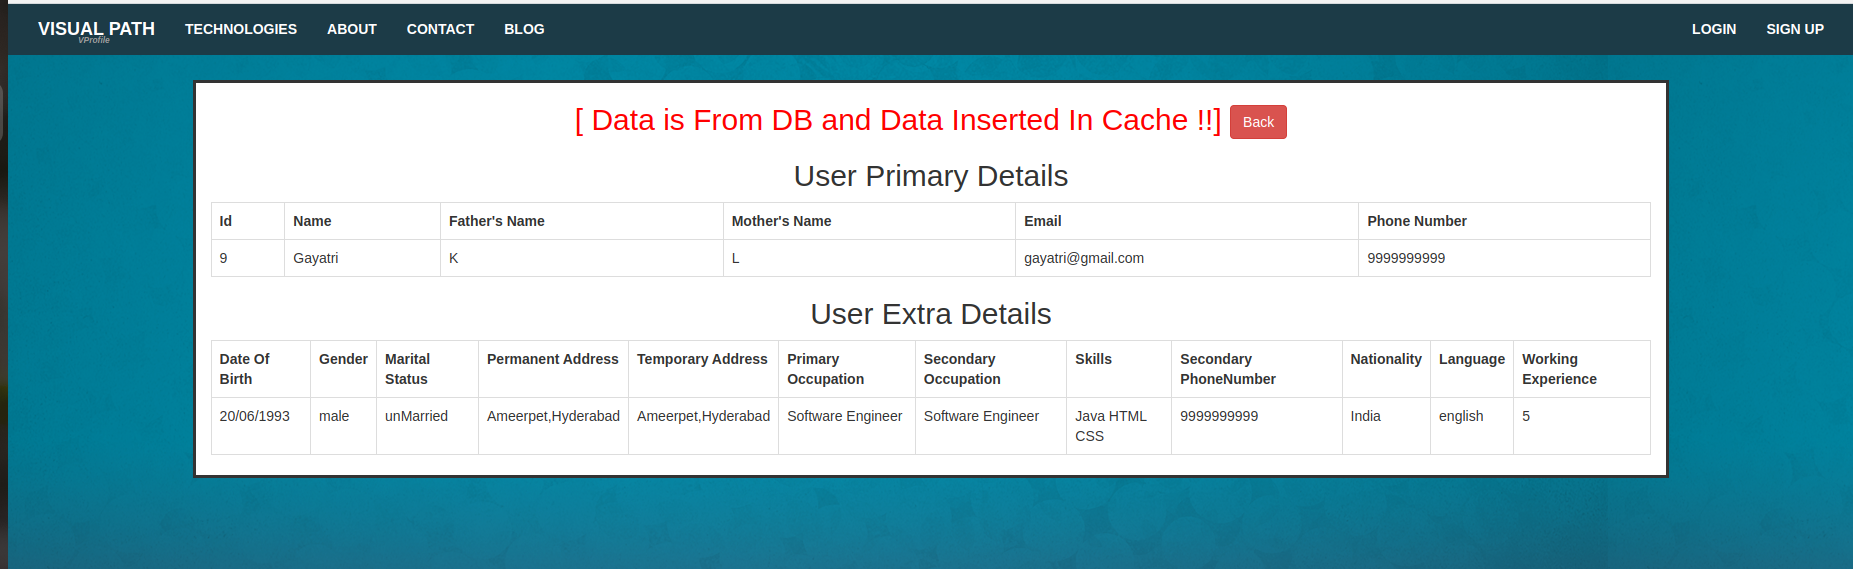 VISUAL PATH TECHNOLOGIES ABOUT CONTACT BLOG LOGIN SIGN UP
VProfile
[ Data is From DB and Data Inserted In Cache !!] Back
User Primary Details
Id Name Father's Name Mother's Name Email Phone Number
9 Gayatri K L gayatri@gmail.com 9999999999
User Extra Details
Date Of Birth Gender Marital Status Permanent Address Temporary Address Primary Occupation Secondary Occupation Skills Secondary PhoneNumber Nationality Language Working Experience
20/06/1993 male unMarried Ameerpet,Hyderabad Ameerpet,Hyderabad Software Engineer Software Engineer Java HTML CSS 9999999999 India english 5